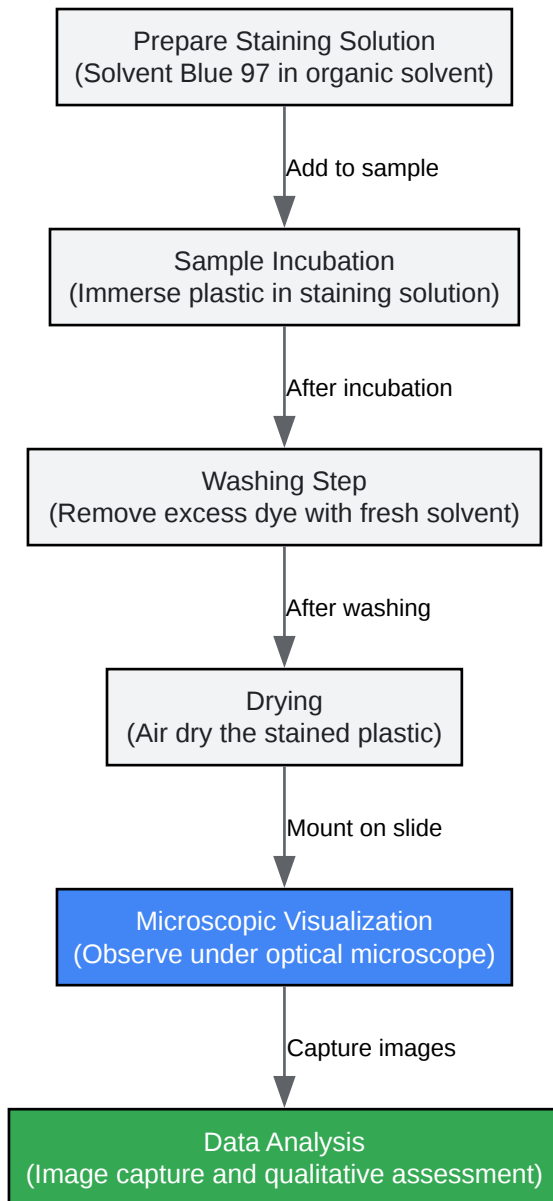 Prepare Staining Solution
(Solvent Blue 97 in organic solvent)
Add to sample
Sample Incubation
(Immerse plastic in staining solution)
After incubation
Washing Step
(Remove excess dye with fresh solvent)
After washing
Drying
(Air dry the stained plastic)
Mount on slide
Microscopic Visualization
(Observe under optical microscope)
Capture images
Data Analysis
(Image capture and qualitative assessment)